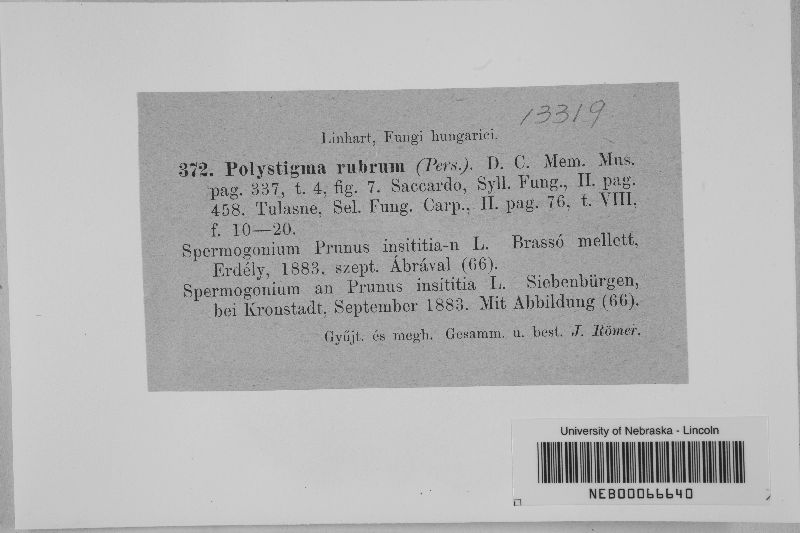 13319
Linhart, Fungi hungarici.
372. Polystigma rubrum (Pers.). D. C. Mem. Mus.
pag. 337, t. 4, fig. 7. Saccardo, Syll. Fung., II. pag.
458. Tulasne, Sel. Fung. Carp., II. pag. 76, t. VIII,
f. 10—20.
Spermogonium Prunus insititia-n L. Brassó mellett,
Erdély, 1883. szept. Ábrával (66).
Spermogonium an Prunus insititia L. Siebenbürgen,
bei Kronstadt, September 1883. Mit Abbildung (66).
Gyűjt. és megh. Gesamm. u. best. J. Römer.
University of Nebraska - Lincoln
NEB00066640